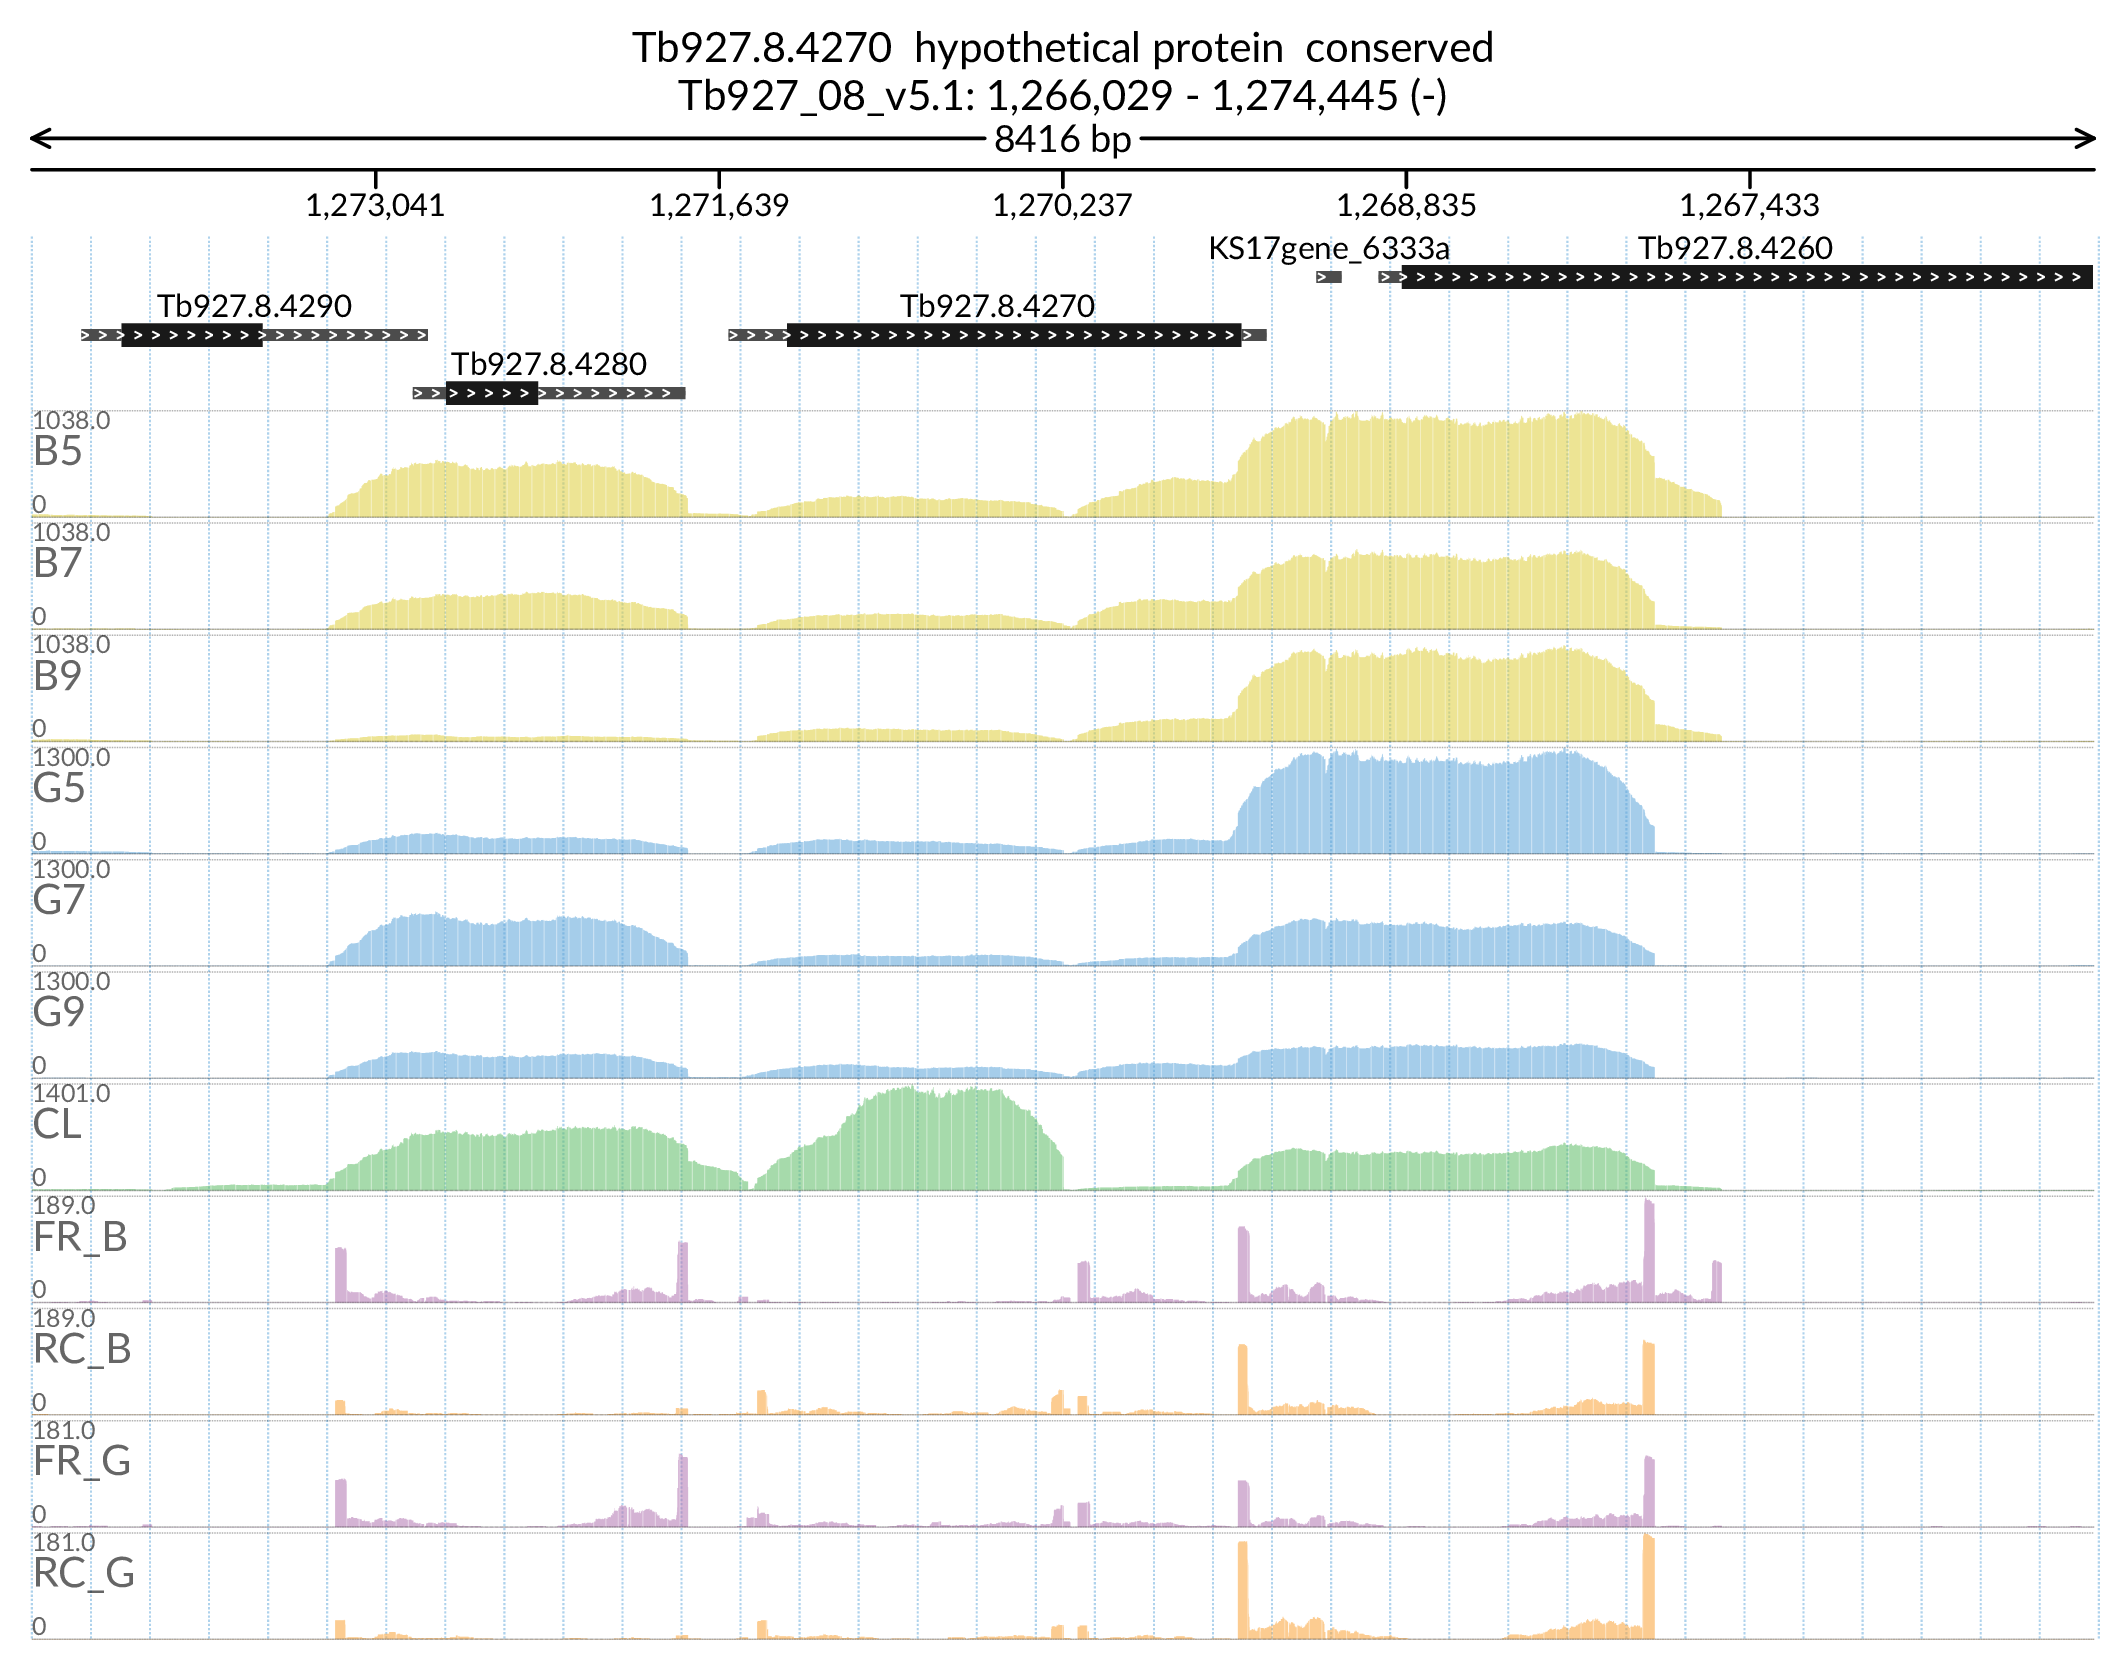 Tb927.8.4270 hypothetical protein conserved
Tb927_08_v5.1: 1,266,029 - 1,274,445 (-)
8416 bp
1,273,041 1,271,639 1,270,237 1,268,835 1,267,433
KS17gene_6333a Tb927.8.4260
Tb927.8.4290 Tb927.8.4270
Tb927.8.4280
1038.0
B5
0
1038.0
B7
0
1038.0
B9
0
1300.0
G5
0
1300.0
G7
0
1300.0
G9
0
1401.0
CL
0
189.0
FR_B
0
189.0
RC_B
0
181.0
FR_G
0
181.0
RC_G
0